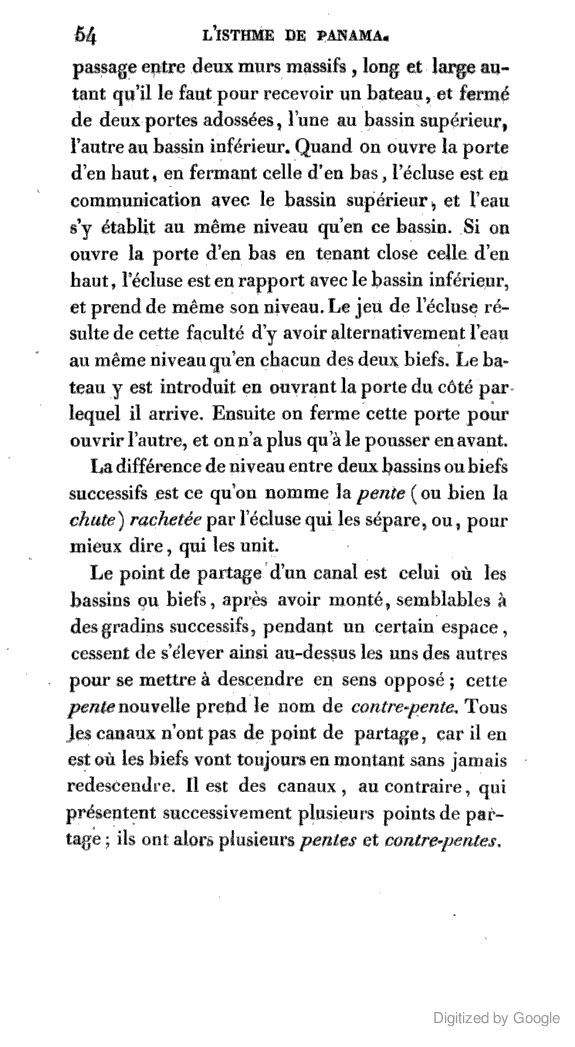 54 L'ISTHME DE PANAMA.
passage entre deux murs massifs, long et large au-
tant qu'il le faut pour recevoir un bateau, et fermé
de deux portes adossées, l'une au bassin supérieur,
l'autre au bassin inférieur. Quand on ouvre la porte
d'en haut, en fermant celle d'en bas, l'écluse est en
communication avec le bassin supérieur, et l'eau
s'y établit au même niveau qu'en ce bassin. Si on
ouvre la porte d'en bas en tenant close celle d'en
haut, l'écluse est en rapport avec le bassin inférieur,
et prend de même son niveau. Le jeu de l'écluse ré-
sulte de cette faculté d'y avoir alternativement l'eau
au même niveau qu'en chacun des deux biefs. Le ba-
teau y est introduit en ouvrant la porte du côté par
lequel il arrive. Ensuite on ferme cette porte pour
ouvrir l'autre, et on n'a plus qu'à le pousser en avant.
La différence de niveau entre deux bassins ou biefs
successifs est ce qu'on nomme la pente (ou bien la
chute) rachetée par l'écluse qui les sépare, ou, pour
mieux dire, qui les unit.
Le point de partage d'un canal est celui où les
bassins ou biefs, après avoir monté, semblables à
des gradins successifs, pendant un certain espace,
cessent de s'élever ainsi au-dessus les uns des autres
pour se mettre à descendre en sens opposé; cette
pente nouvelle prend le nom de contre-pente. Tous
les canaux n'ont pas de point de partage, car il en
est où les biefs vont toujours en montant sans jamais
redescendre. Il est des canaux, au contraire, qui
présentent successivement plusieurs points de par-
tage; ils ont alors plusieurs pentes et contre-pentes.
Digitized by Google